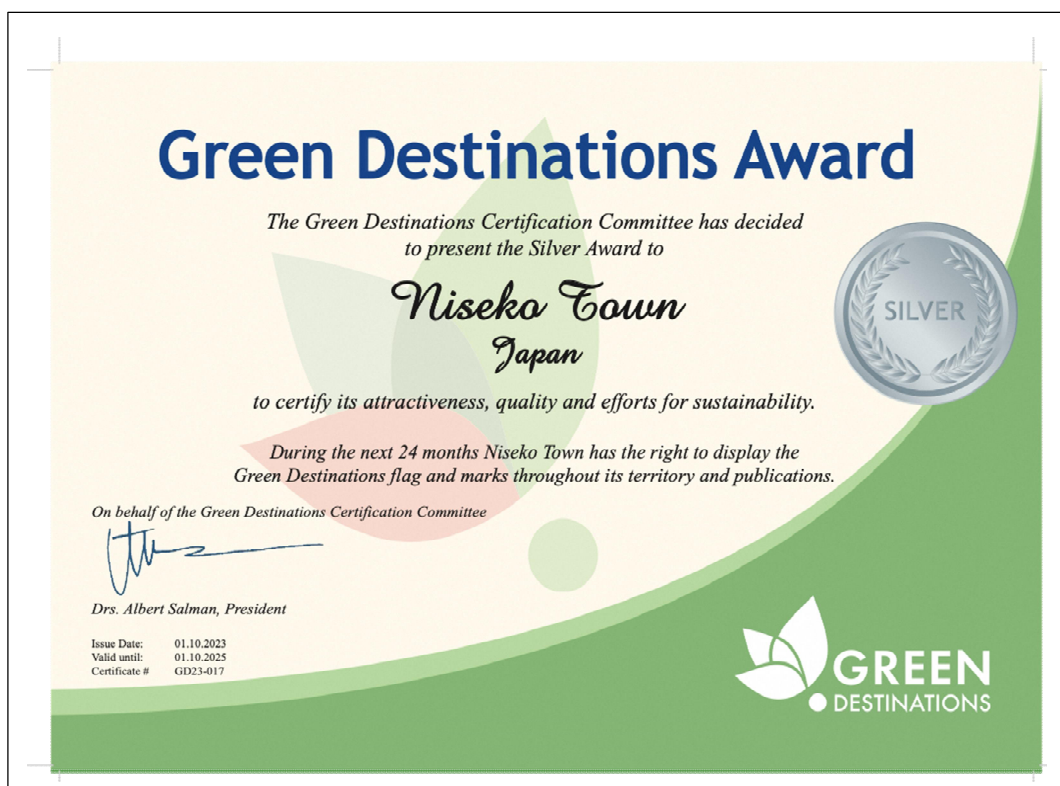 Green Destinations Award
The Green Destinations Certification Committee has decided
to present the Silver Award to
Niseko Town
Japan
SILVER
to certify its attractiveness, quality and efforts for sustainability.
During the next 24 months Niseko Town has the right to display the
Green Destinations flag and marks throughout its territory and publications.
On behalf of the Green Destinations Certification Committee
Drs. Albert Salman, President
Issue Date: 01.10.2023
Valid until: 01.10.2025
Certificate # GD23-017
GREEN
DESTINATIONS